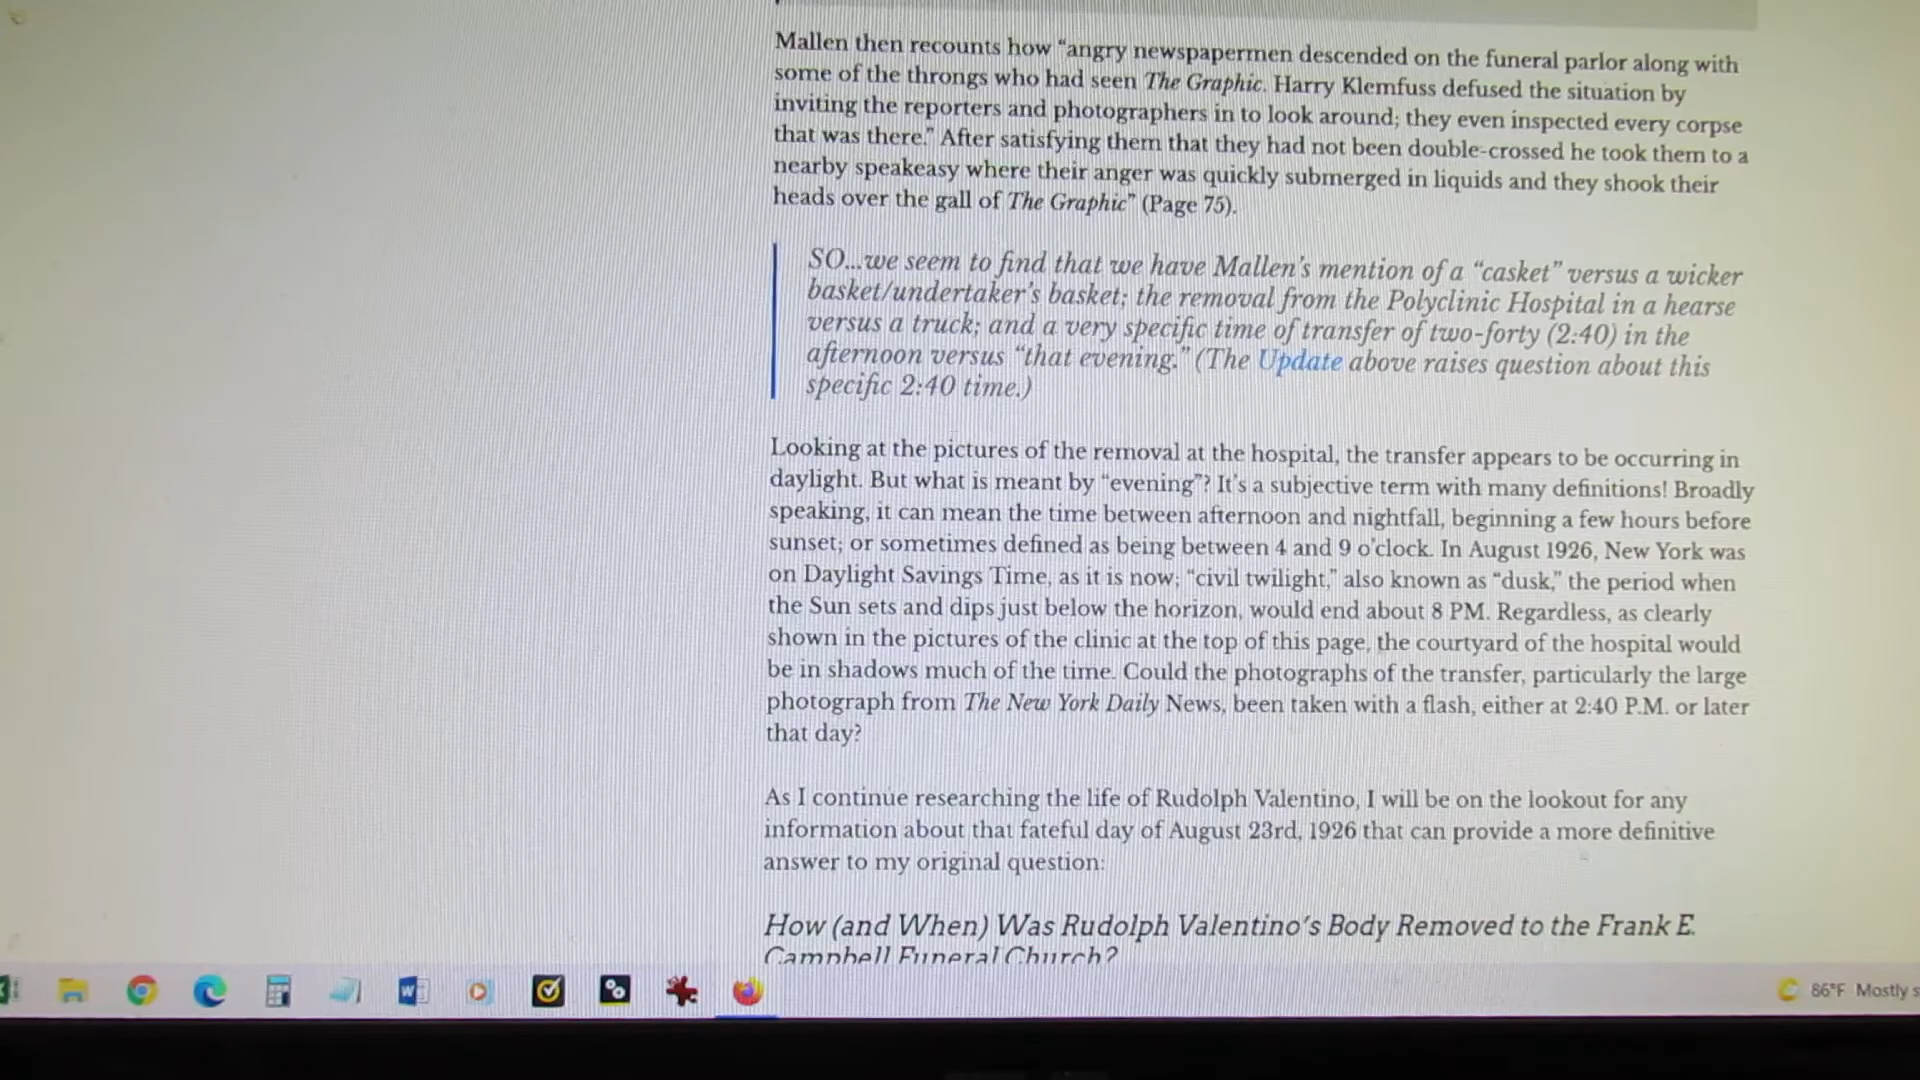 Mallen then recounts how “angry newspapermen descended on the funeral parlor along with
some of the throngs who had seen The Graphic. Harry Klemfuss defused the situation by
inviting the reporters and photographers in to look around; they even inspected every corpse
that was there.” After satisfying them that they had not been double-crossed he took them to a
nearby speakeasy where their anger was quickly submerged in liquids and they shook their
heads over the gall of The Graphic” (Page 75).
SO...we seem to find that we have Mallen’s mention of a “casket” versus a wicker
basket/undertaker’s basket; the removal from the Polyclinic Hospital in a hearse
versus a truck; and a very specific time of transfer of two-forty (2:40) in the
afternoon versus “that evening.” (The Update above raises question about this
specific 2:40 time.)
Looking at the pictures of the removal at the hospital, the transfer appears to be occurring in
daylight. But what is meant by “evening”? It’s a subjective term with many definitions! Broadly
speaking, it can mean the time between afternoon and nightfall, beginning a few hours before
sunset; or sometimes defined as being between 4 and 9 o’clock. In August 1926, New York was
on Daylight Savings Time, as it is now; “civil twilight,” also known as “dusk,” the period when
the Sun sets and dips just below the horizon, would end about 8 PM. Regardless, as clearly
shown in the pictures of the clinic at the top of this page, the courtyard of the hospital would
be in shadows much of the time. Could the photographs of the transfer, particularly the large
photograph from The New York Daily News, been taken with a flash, either at 2:40 P.M. or later
that day?
As I continue researching the life of Rudolph Valentino, I will be on the lookout for any
information about that fateful day of August 23rd, 1926 that can provide a more definitive
answer to my original question:
How (and When) Was Rudolph Valentino’s Body Removed to the Frank E.
Campbell Funeral Church?
86°F Mostly s